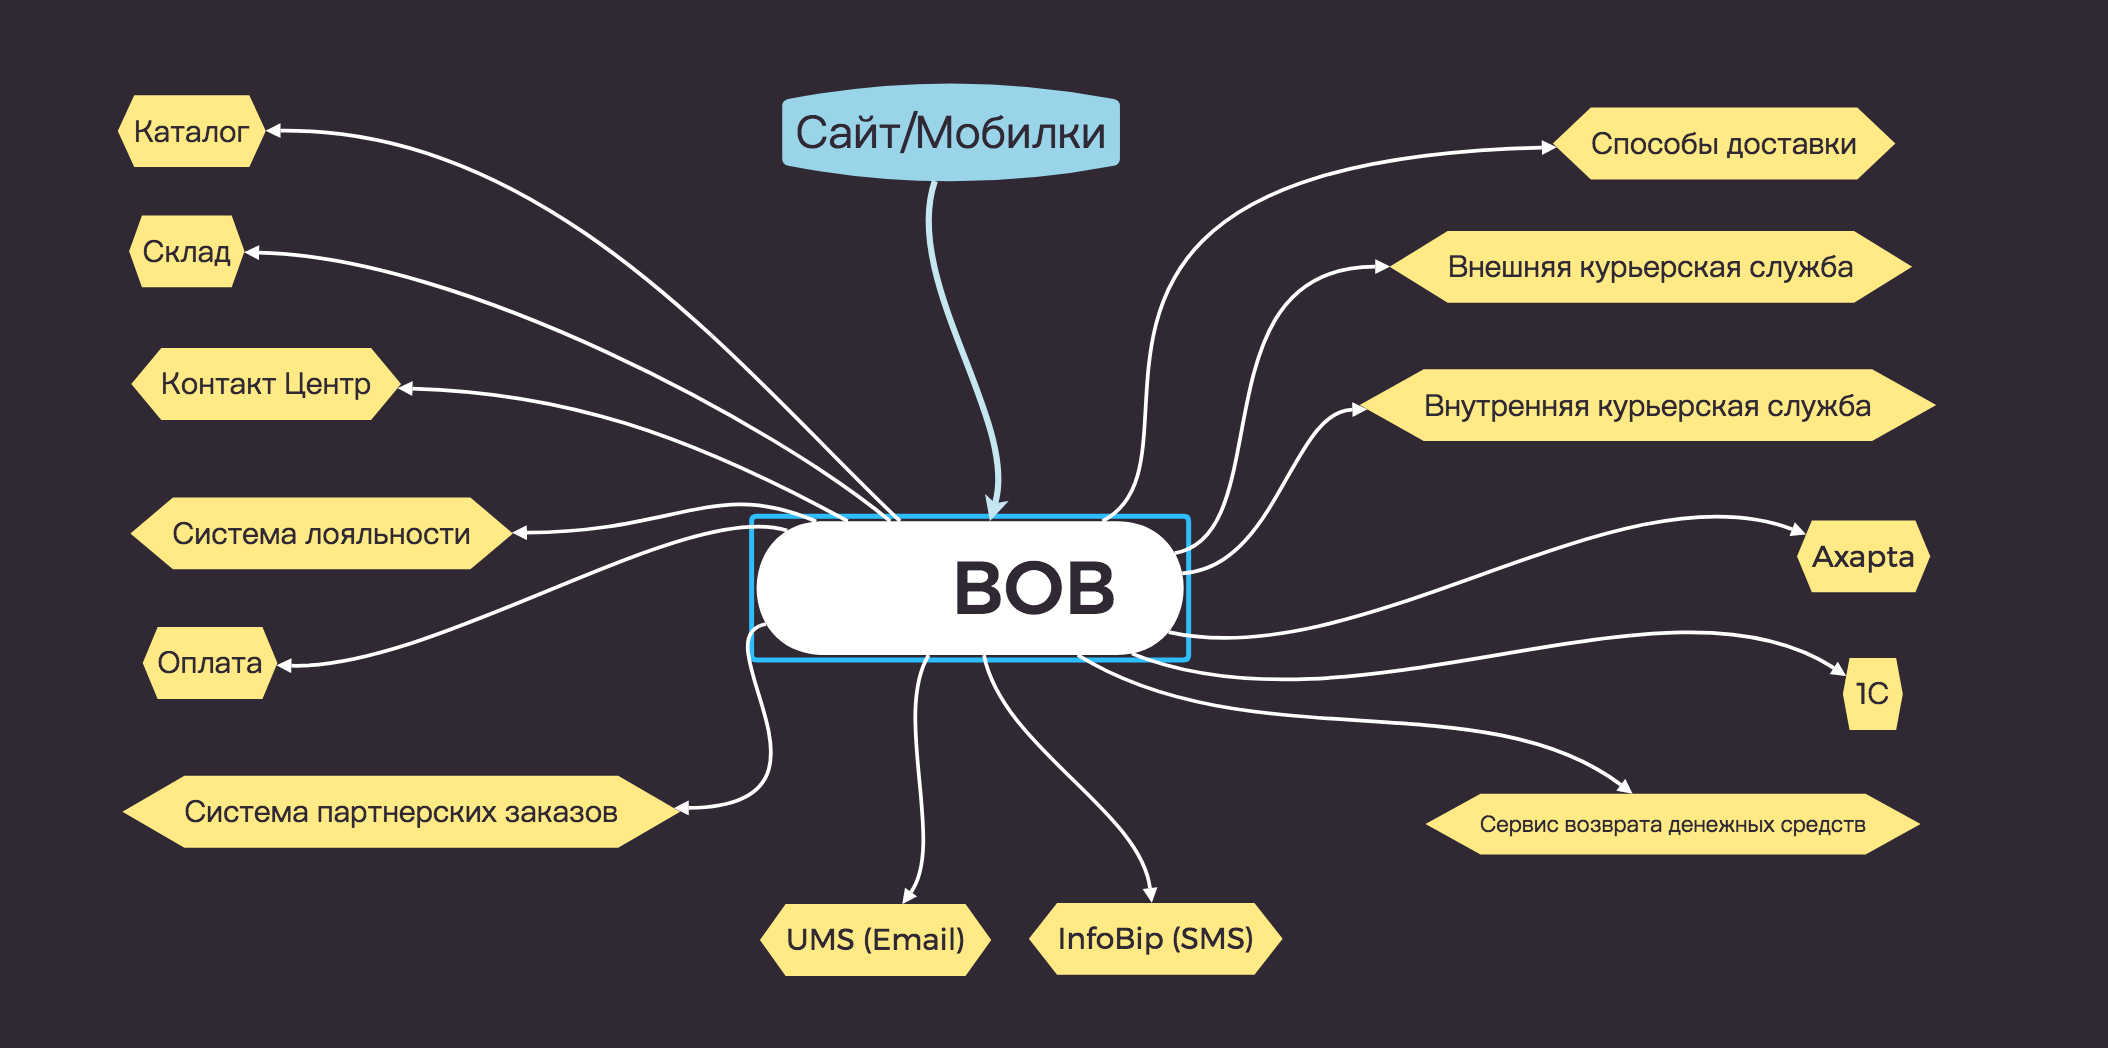 Сайт/Мобилки
Каталог
Способы доставки
Склад
Внешняя курьерская служба
Контакт Центр
Внутренняя курьерская служба
Система лояльности
Axapta
BOB
Оплата
1C
Система партнерских заказов
Сервис возврата денежных средств
UMS (Email)
InfoBip (SMS)